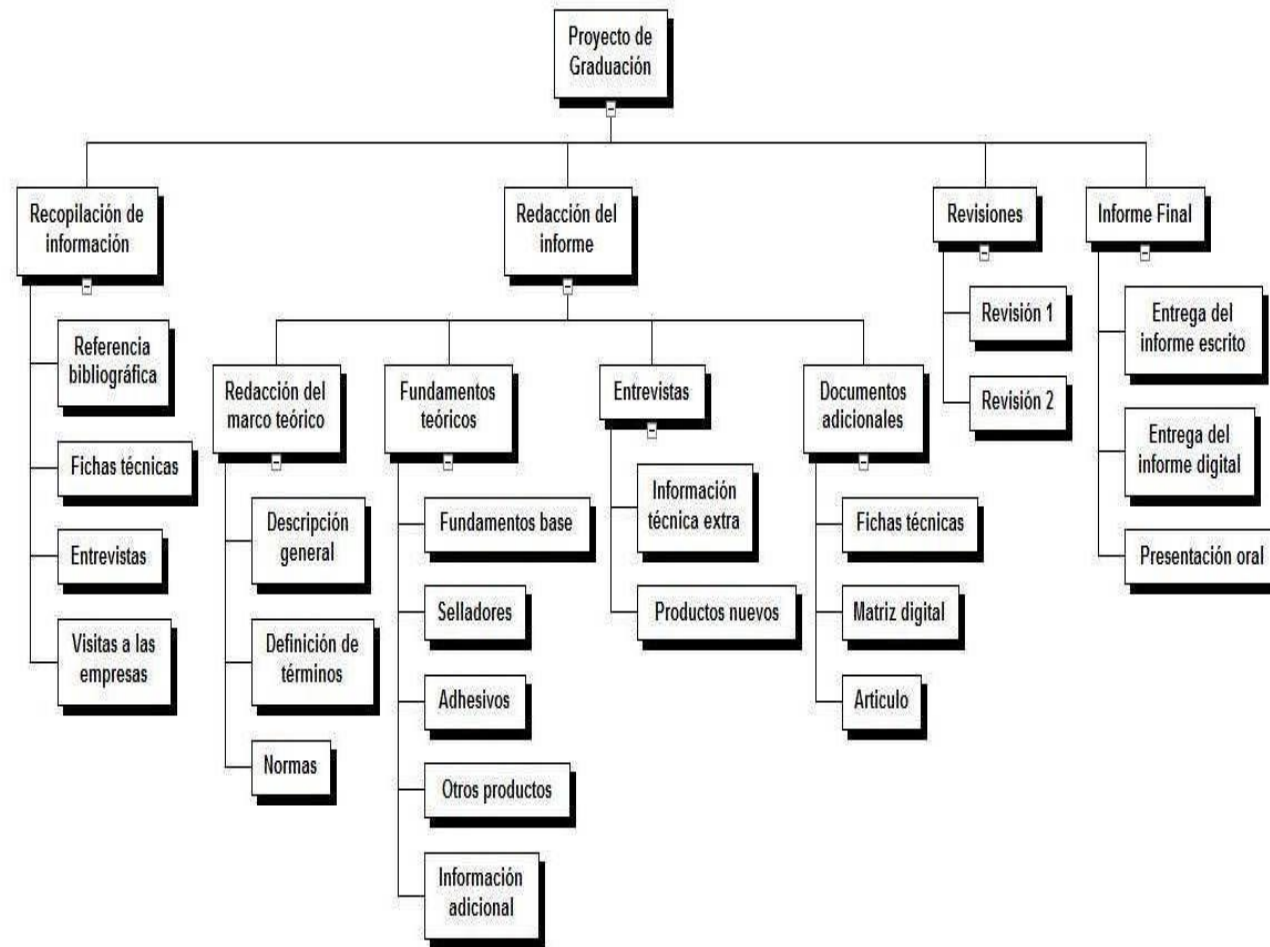 Proyecto de
Graduación
Recopilación de
información
Redacción del
informe
Revisiones
Informe Final
Referencia
bibliográfica
Fichas técnicas
Entrevistas
Visitas a las
empresas
Redacción del
marco teórico
Descripción
general
Definición de
términos
Normas
Fundamentos
teóricos
Fundamentos base
Selladores
Adhesivos
Otros productos
Información
adicional
Entrevistas
Información
técnica extra
Productos nuevos
Documentos
adicionales
Fichas técnicas
Matriz digital
Articulo
Revisión 1
Revisión 2
Entrega del
informe escrito
Entrega del
informe digital
Presentación oral